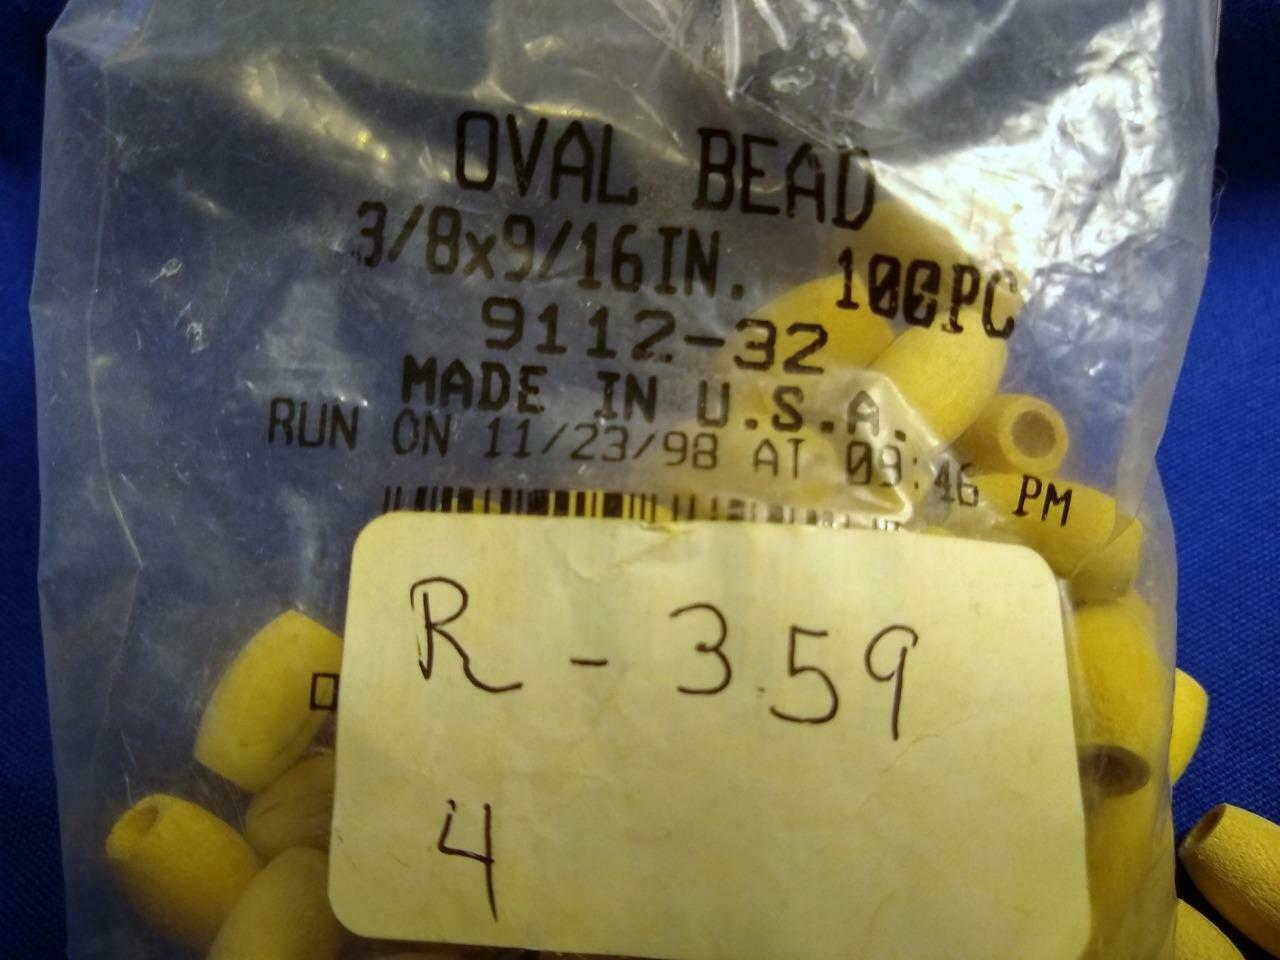 OVAL BEAD
3/8x9/16IN. 100PC
9112-32
MADE IN U.S.A.
RUN ON 11/23/98 AT 09:46 PM
R - 359
4